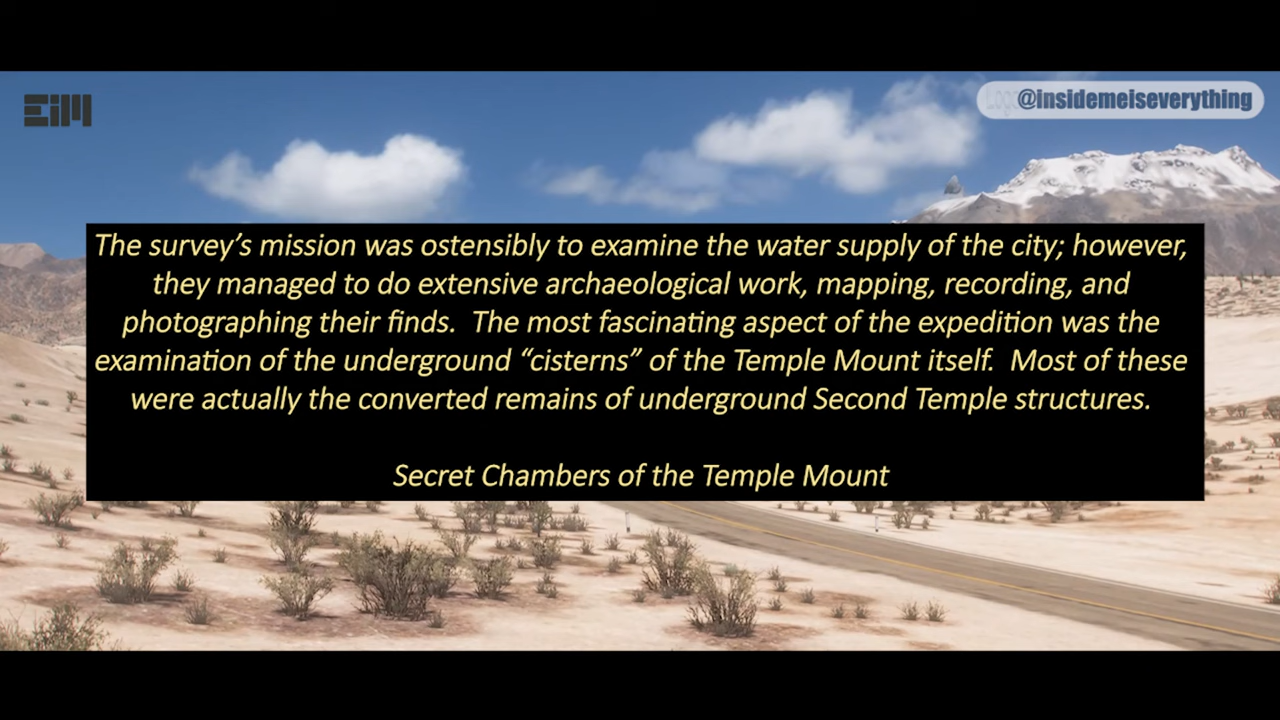 EiM
@insidemeiseverything
The survey’s mission was ostensibly to examine the water supply of the city; however,
they managed to do extensive archaeological work, mapping, recording, and
photographing their finds.  The most fascinating aspect of the expedition was the
examination of the underground “cisterns” of the Temple Mount itself.  Most of these
were actually the converted remains of underground Second Temple structures.
Secret Chambers of the Temple Mount